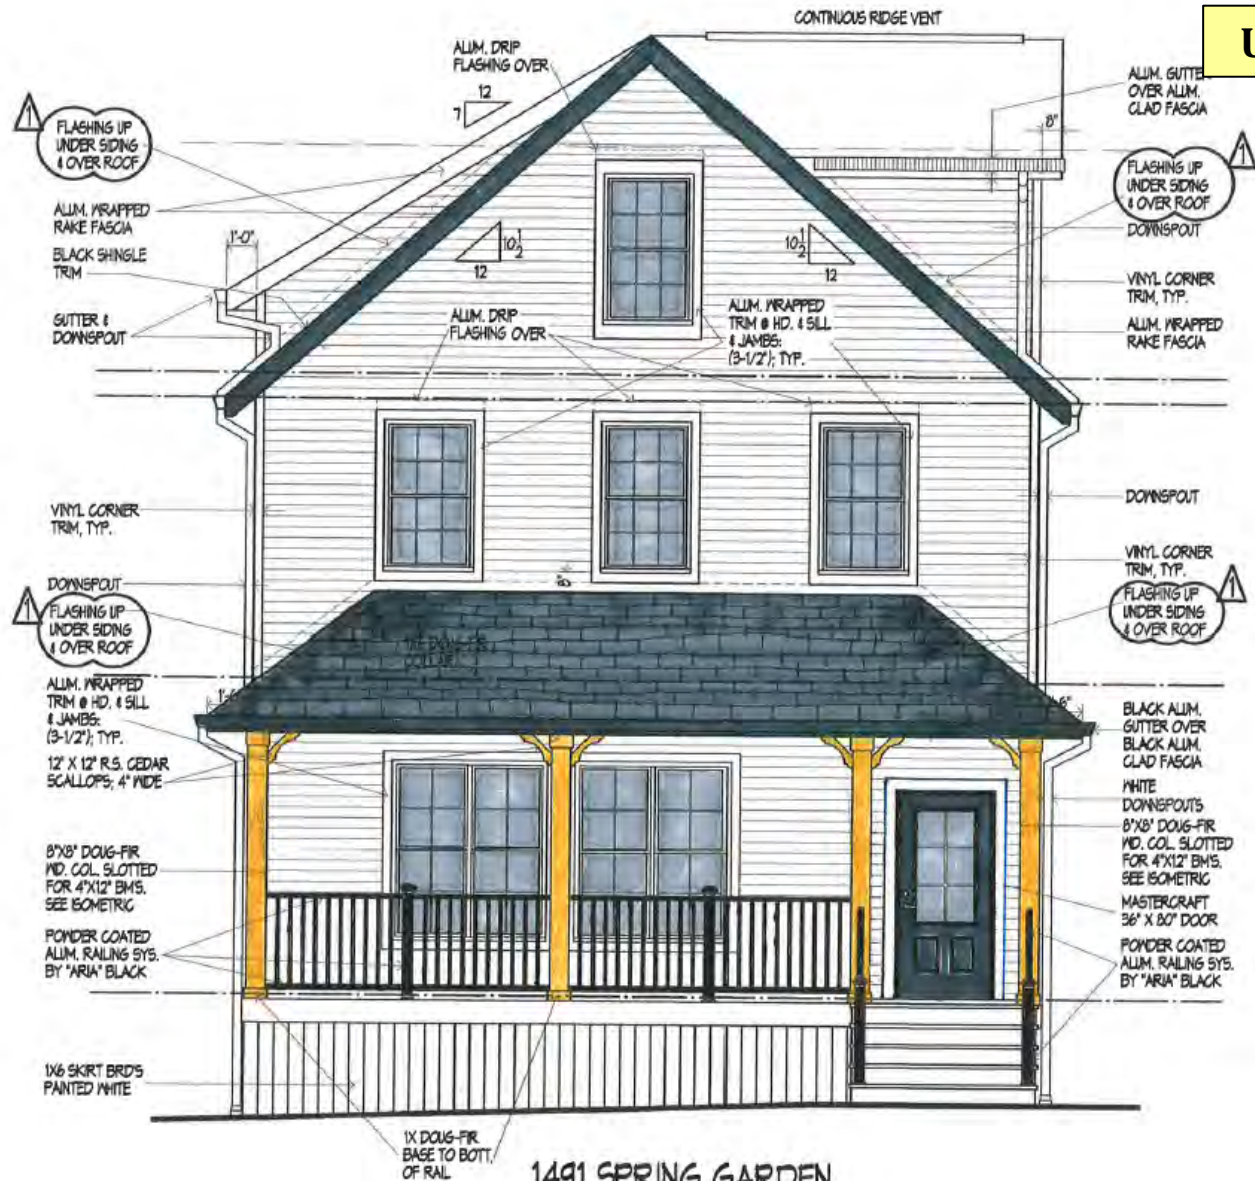 CONTINUOUS RIDGE VENT
U
ALUM. DRIP
FLASHING OVER
12
7
ALUM. GUTTER
OVER ALUM.
CLAD FASCIA
8"
1
FLASHING UP
UNDER SIDING
& OVER ROOF
1
FLASHING UP
UNDER SIDING
& OVER ROOF
ALUM. WRAPPED
RAKE FASCIA
DOWNSPOUT
1'-0"
BLACK SHINGLE
TRIM
10 1/2
12
10 1/2
12
VINYL CORNER
TRIM, TYP.
GUTTER &
DOWNSPOUT
ALUM. DRIP
FLASHING OVER
ALUM. WRAPPED
TRIM @ HD. & SILL
& JAMBS:
(3-1/2"); TYP.
ALUM. WRAPPED
RAKE FASCIA
VINYL CORNER
TRIM, TYP.
DOWNSPOUT
VINYL CORNER
TRIM, TYP.
DOWNSPOUT
8"
1
FLASHING UP
UNDER SIDING
& OVER ROOF
1
FLASHING UP
UNDER SIDING
& OVER ROOF
ALUM. WRAPPED
TRIM @ HD. & SILL
& JAMBS:
(3-1/2"); TYP.
BLACK ALUM.
GUTTER OVER
BLACK ALUM.
CLAD FASCIA
12" X 12" R.S. CEDAR
SCALLOPS; 4" WIDE
WHITE
DOWNSPOUTS
8"X8" DOUG-FIR
WD. COL. SLOTTED
FOR 4"X12" BM'S.
SEE ISOMETRIC
8"X8" DOUG-FIR
WD. COL. SLOTTED
FOR 4"X12" BM'S.
SEE ISOMETRIC
MASTERCRAFT
36" X 80" DOOR
POWDER COATED
ALUM. RAILING SYS.
BY "ARIA" BLACK
POWDER COATED
ALUM. RAILING SYS.
BY "ARIA" BLACK
1X6 SKIRT BRD'S
PAINTED WHITE
1X DOUG-FIR
BASE TO BOTT.
OF RAIL
1491 SPRING GARDEN